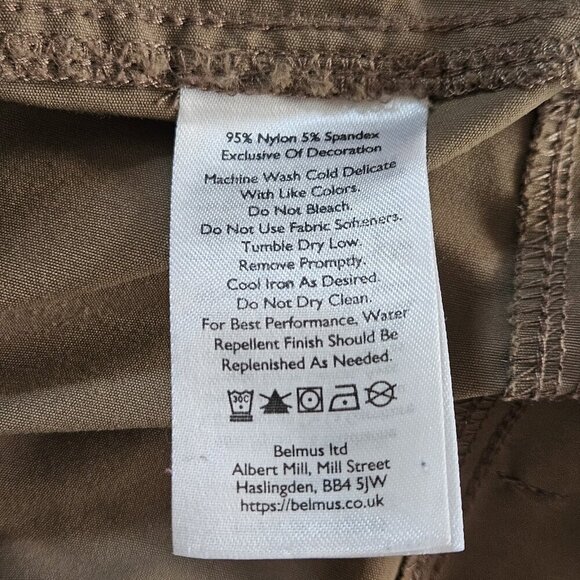 95% Nylon 5% Spandex
Exclusive Of Decoration
Machine Wash Cold Delicate
With Like Colors.
Do Not Bleach.
Do Not Use Fabric Softeners.
Tumble Dry Low.
Remove Promptly.
Cool Iron As Desired.
Do Not Dry Clean.
For Best Performance, Water
Repellent Finish Should Be
Replenished As Needed.
30C
Belmus ltd
Albert Mill, Mill Street
Haslingden, BB4 5JW
https://belmus.co.uk